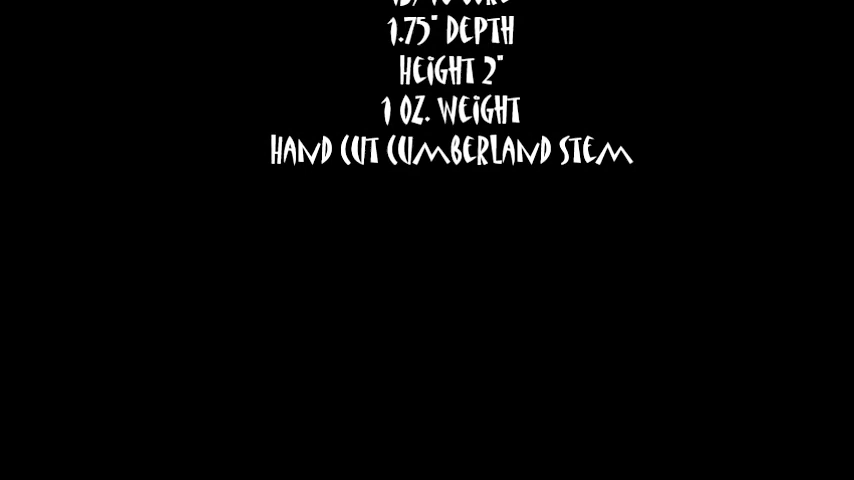 1.75" DEPTH
HEIGHT 2"
1 OZ. WEIGHT
HAND CUT CUMBERLAND STEM